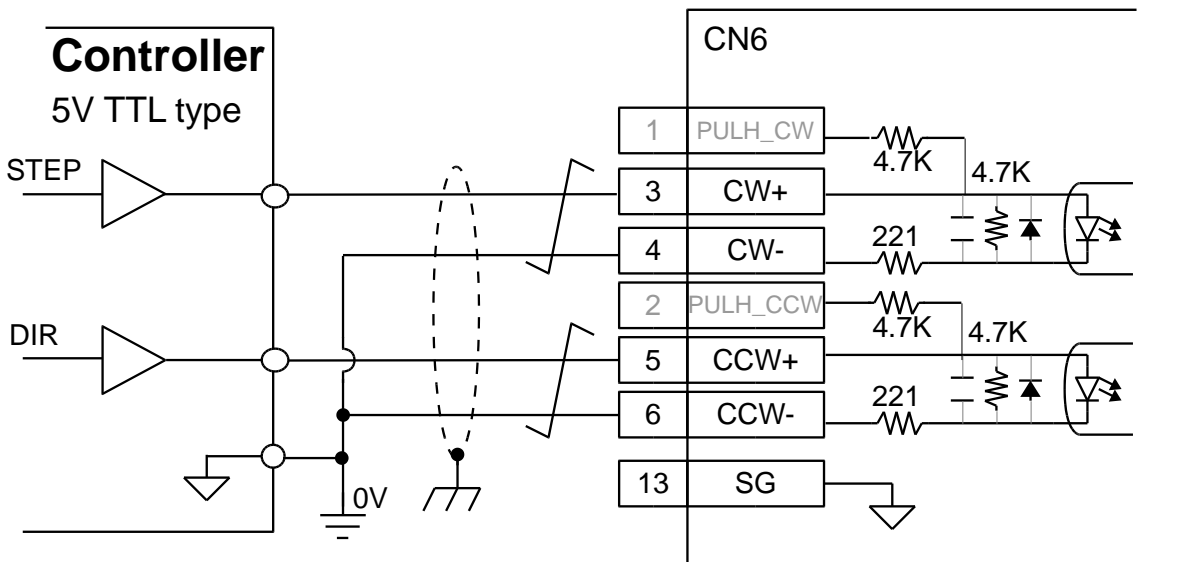 Controller
5V TTL type
CN6
1 PULH_CW
4.7K
STEP
3 CW+
4.7K
4 CW-
221
2 PULH_CCW
4.7K
DIR
4.7K
5 CCW+
6 CCW-
221
13 SG
0V